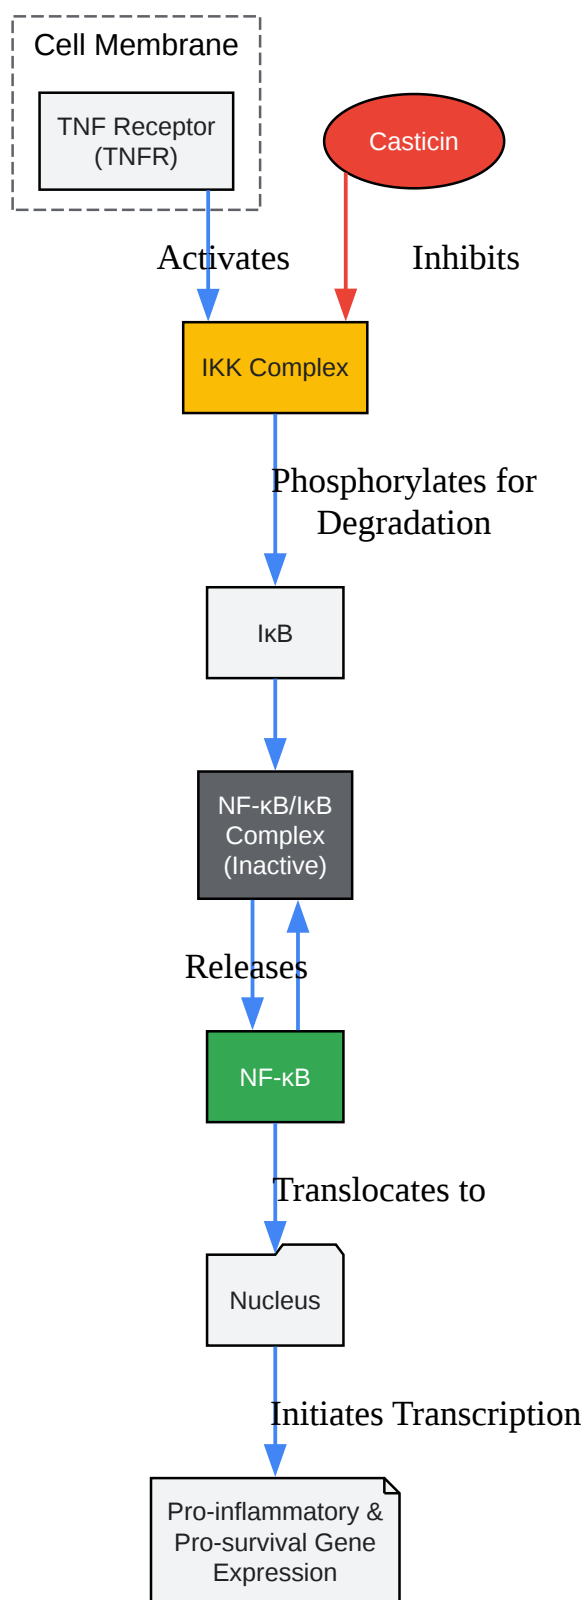 Cell Membrane
TNF Receptor
(TNFR)
Casticin
Activates
Inhibits
IKK Complex
Phosphorylates for
Degradation
IκB
NF-κB/IκB
Complex
(Inactive)
Releases
NF-κB
Translocates to
Nucleus
Initiates Transcription
Pro-inflammatory &
Pro-survival Gene
Expression